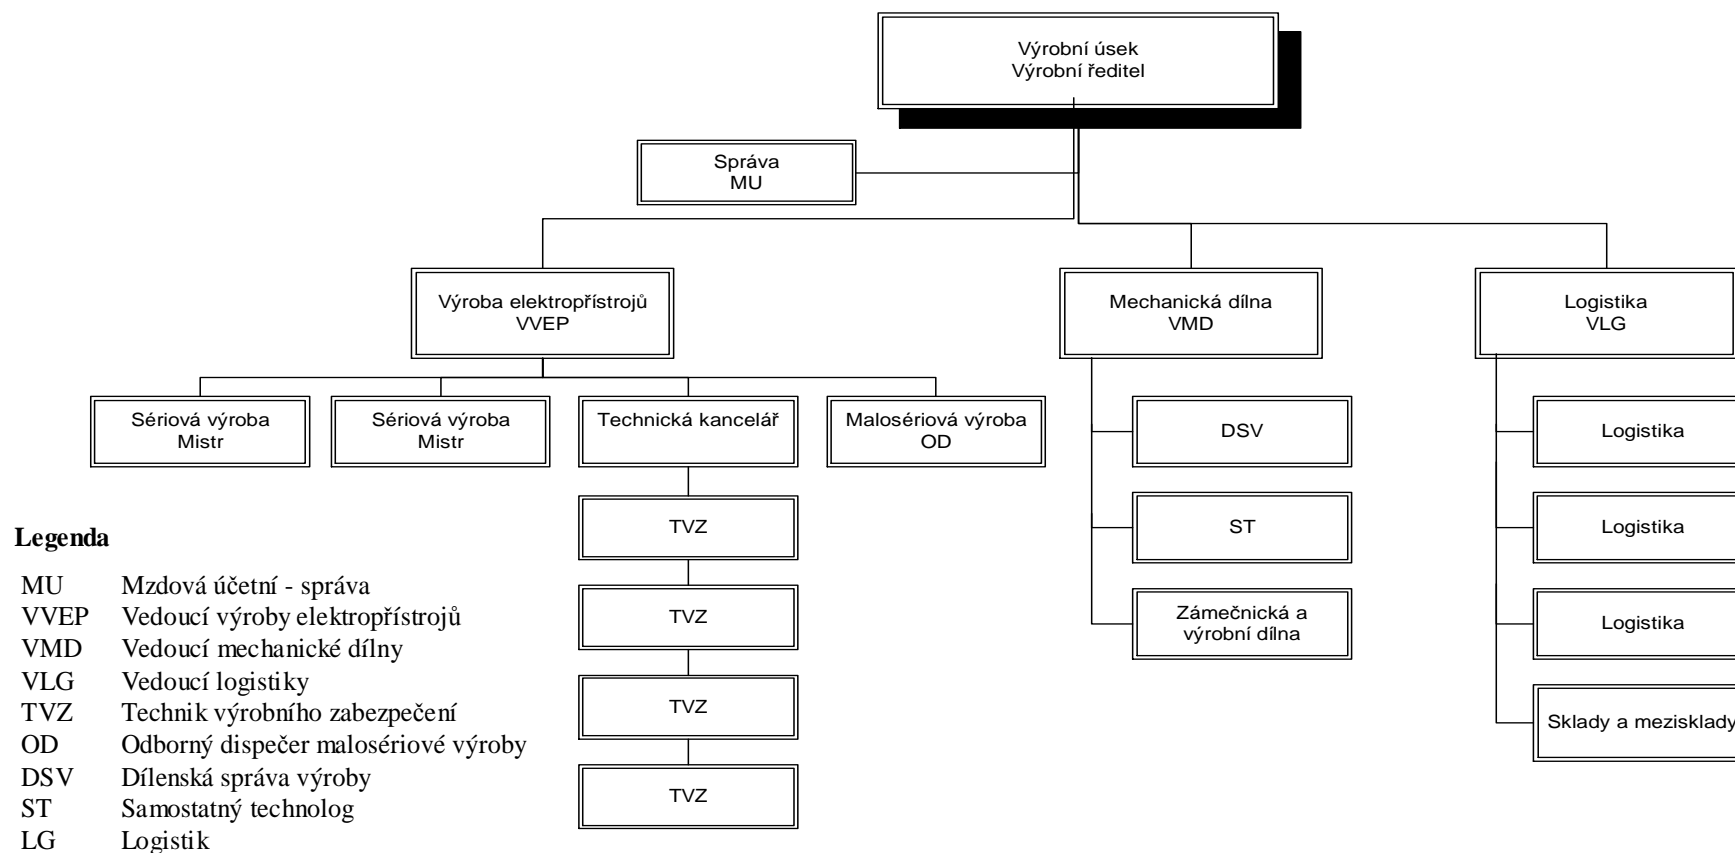 Výrobní úsek
Výrobní ředitel
Správa
MU
Výroba elektropřístrojů
VVEP
Mechanická dílna
VMD
Logistika
VLG
Sériová výroba
Mistr
Sériová výroba
Mistr
Technická kancelář
Malosériová výroba
OD
DSV
Logistika
TVZ
ST
Logistika
TVZ
Zámečnická a
výrobní dílna
Logistika
TVZ
Sklady a mezisklady
TVZ
Legenda
MU Mzdová účetní - správa
VVEP Vedoucí výroby elektropřístrojů
VMD Vedoucí mechanické dílny
VLG Vedoucí logistiky
TVZ Technik výrobního zabezpečení
OD Odborný dispečer malosériové výroby
DSV Dílenská správa výroby
ST Samostatný technolog
LG Logistik